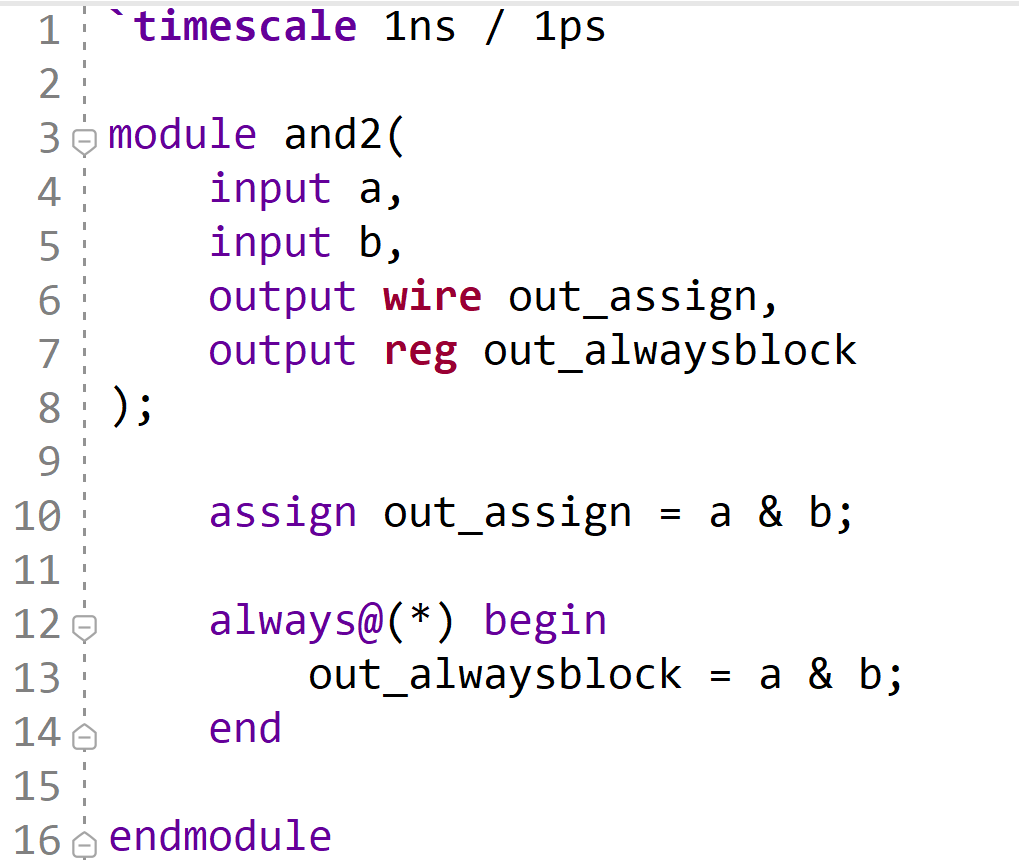 1 `timescale 1ns / 1ps
2
3 module and2(
4     input a,
5     input b,
6     output wire out_assign,
7     output reg out_alwaysblock
8 );
9
10     assign out_assign = a & b;
11
12     always@(*) begin
13         out_alwaysblock = a & b;
14     end
15
16 endmodule